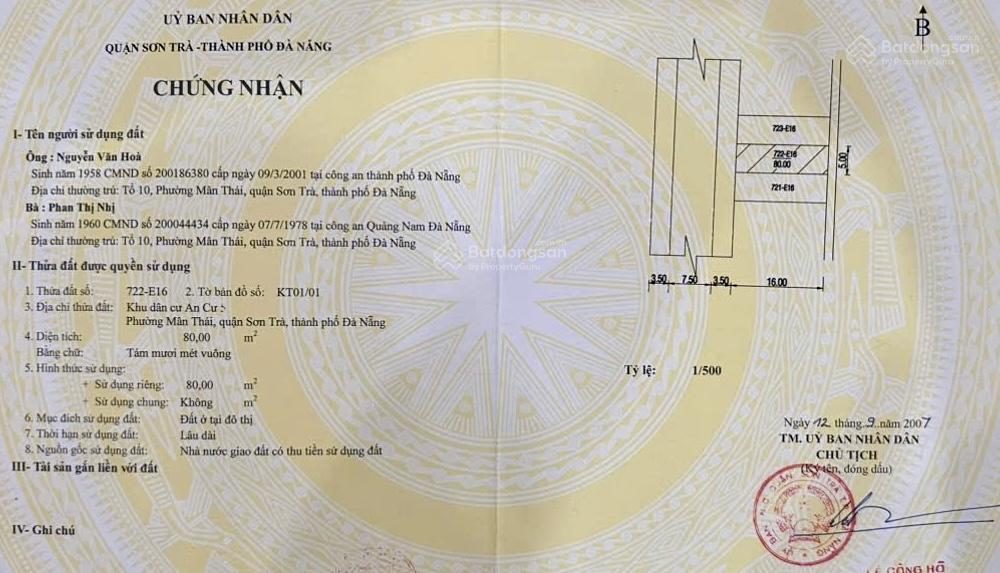 UỶ BAN NHÂN DÂN
QUẬN SƠN TRÀ -THÀNH PHỐ ĐÀ NẴNG
CHỨNG NHẬN
I- Tên người sử dụng đất
Ông : Nguyễn Văn Hoà
Sinh năm 1958 CMND số 200186380 cấp ngày 09/3/2001 tại công an thành phố Đà Nẵng
Địa chỉ thường trú: Tổ 10, Phường Mân Thái, quận Sơn Trà, thành phố Đà Nẵng
Bà : Phan Thị Nhị
Sinh năm 1960 CMND số 200044434 cấp ngày 07/7/1978 tại công an Quảng Nam Đà Nẵng
Địa chỉ thường trú: Tổ 10, Phường Mân Thái, quận Sơn Trà, thành phố Đà Nẵng
II- Thửa đất được quyền sử dụng
1. Thửa đất số: 722-E16 2. Tờ bản đồ số: KT01/01
3. Địa chỉ thửa đất: Khu dân cư An Cư :
Phường Mân Thái, quận Sơn Trà, thành phố Đà Nẵng
4. Diện tích: 80,00 m²
Bằng chữ: Tám mươi mét vuông
5. Hình thức sử dụng:
+ Sử dụng riêng: 80,00 m²
+ Sử dụng chung: Không m²
6. Mục đích sử dụng đất: Đất ở tại đô thị
7. Thời hạn sử dụng đất: Lâu dài
8. Nguồn gốc sử dụng đất: Nhà nước giao đất có thu tiền sử dụng đất
III- Tài sản gắn liền với đất
IV- Ghi chú
B
723-E16
722-E16
80.00
721-E16
5.00
3.50 7.50 3.50 16.00
Tỷ lệ: 1/500
Ngày 12 tháng 9 năm 2007
TM. UỶ BAN NHÂN DÂN
CHỦ TỊCH
(Ký tên, đóng dấu)
Batdongsan
by PropertyGuru
Batdongsan
by PropertyGuru